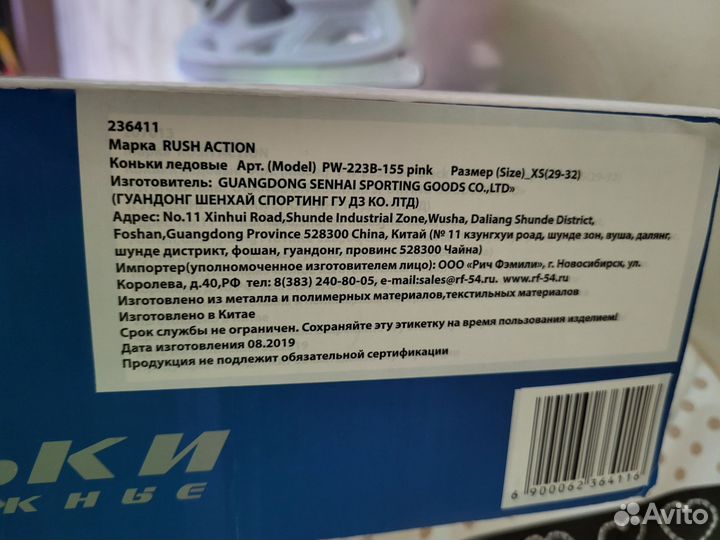 236411
Марка RUSH ACTION
Коньки ледовые Арт. (Model) PW-223B-155 pink Размер (Size)_XS(29-32)
Изготовитель: GUANGDONG SENHAI SPORTING GOODS CO.,LTD»
(ГУАНДОНГ ШЕНХАЙ СПОРТИНГ ГУ ДЗ КО. ЛТД)
Адрес: No.11 Xinhui Road,Shunde Industrial Zone,Wusha, Daliang Shunde District,
Foshan,Guangdong Province 528300 China, Китай (№ 11 кзунгхуи роад, шунде зон, вуша, далянг,
шунде дистрикт, фошан, гуандонг, провинс 528300 Чайна)
Импортер(уполномоченное изготовителем лицо): ООО «Рич Фэмили», г. Новосибирск, ул.
Королева, д.40,РФ тел: 8(383) 240-80-05, e-mail:sales@rf-54.ru. www.rf-54.ru
Изготовлено из металла и полимерных материалов,текстильных материалов
Изготовлено в Китае
Срок службы не ограничен. Сохраняйте эту этикетку на время пользования изделием!
Дата изготовления 08.2019
Продукция не подлежит обязательной сертификации
ЬКИ
ЖНЫЕ
6 900062 364116
Avito